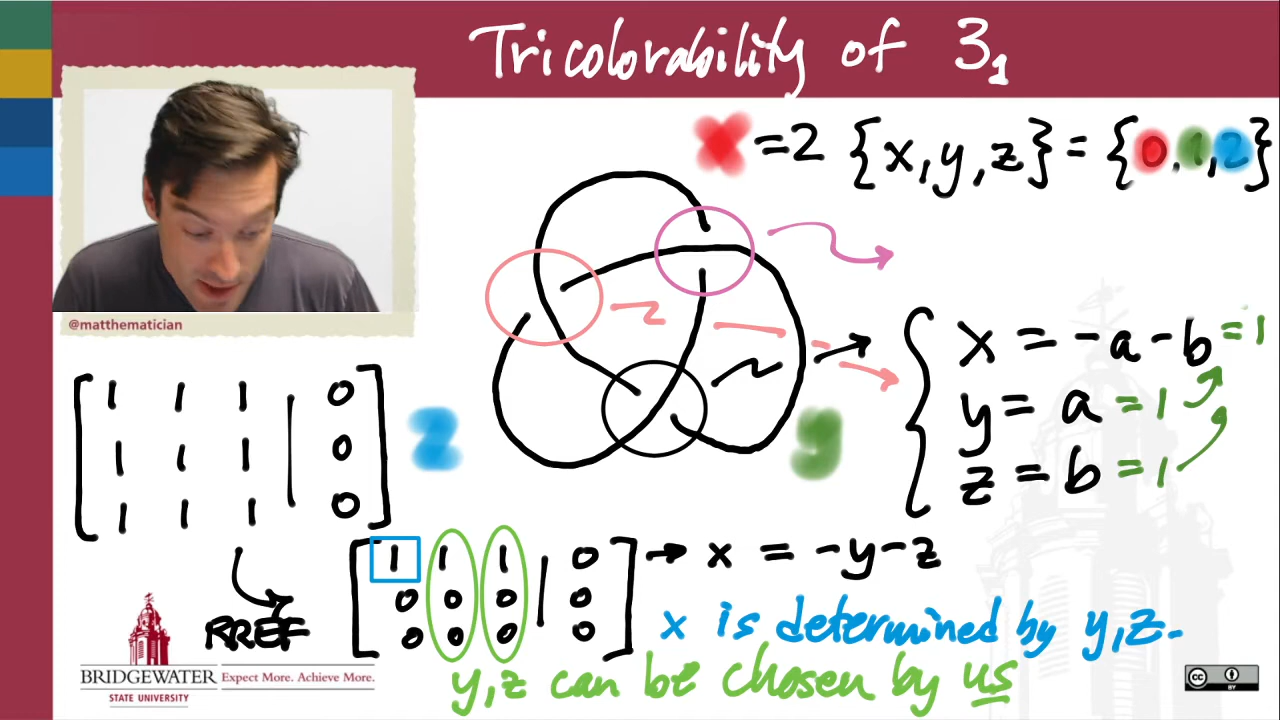 Tricolorability of 3₁
x =2 {x,y,z} = {0,1,2}
@matthematician
[1 1 1 | 0
1 1 1 | 0
1 1 1 | 0]
z
y
x = -a-b =1
y = a =1
z = b =1
RREF
[1 1 1 | 0
0 0 0 | 0
0 0 0 | 0]
→ x = -y-z
x is determined by y,z.
y,z can be chosen by us
BRIDGEWATER
STATE UNIVERSITY
Expect More. Achieve More.
cc
BY